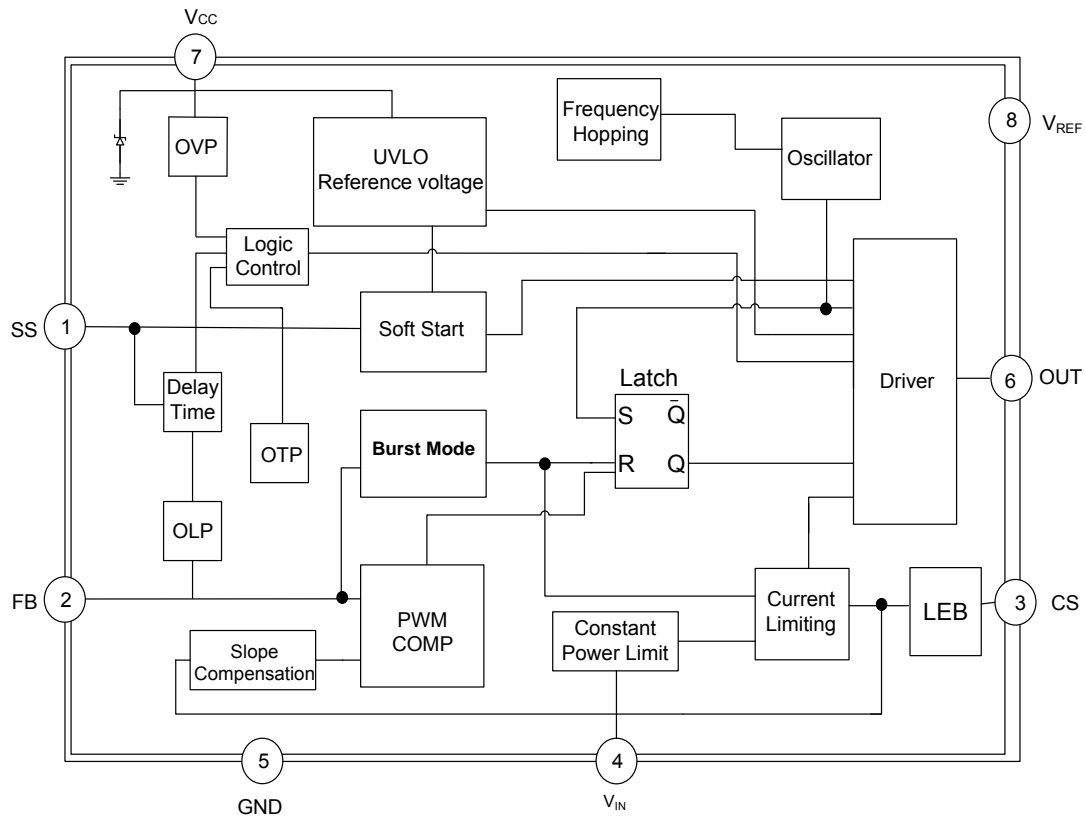 VCC
7
8
VREF
Frequency
Hopping
Oscillator
OVP
UVLO
Reference voltage
Logic
Control
SS
1
Soft Start
Delay
Time
OTP
Burst Mode
Latch
S Q̄
R Q
Driver
6
OUT
OLP
FB
2
PWM
COMP
Slope
Compensation
Constant
Power Limit
Current
Limiting
LEB
3
CS
5
GND
4
VIN